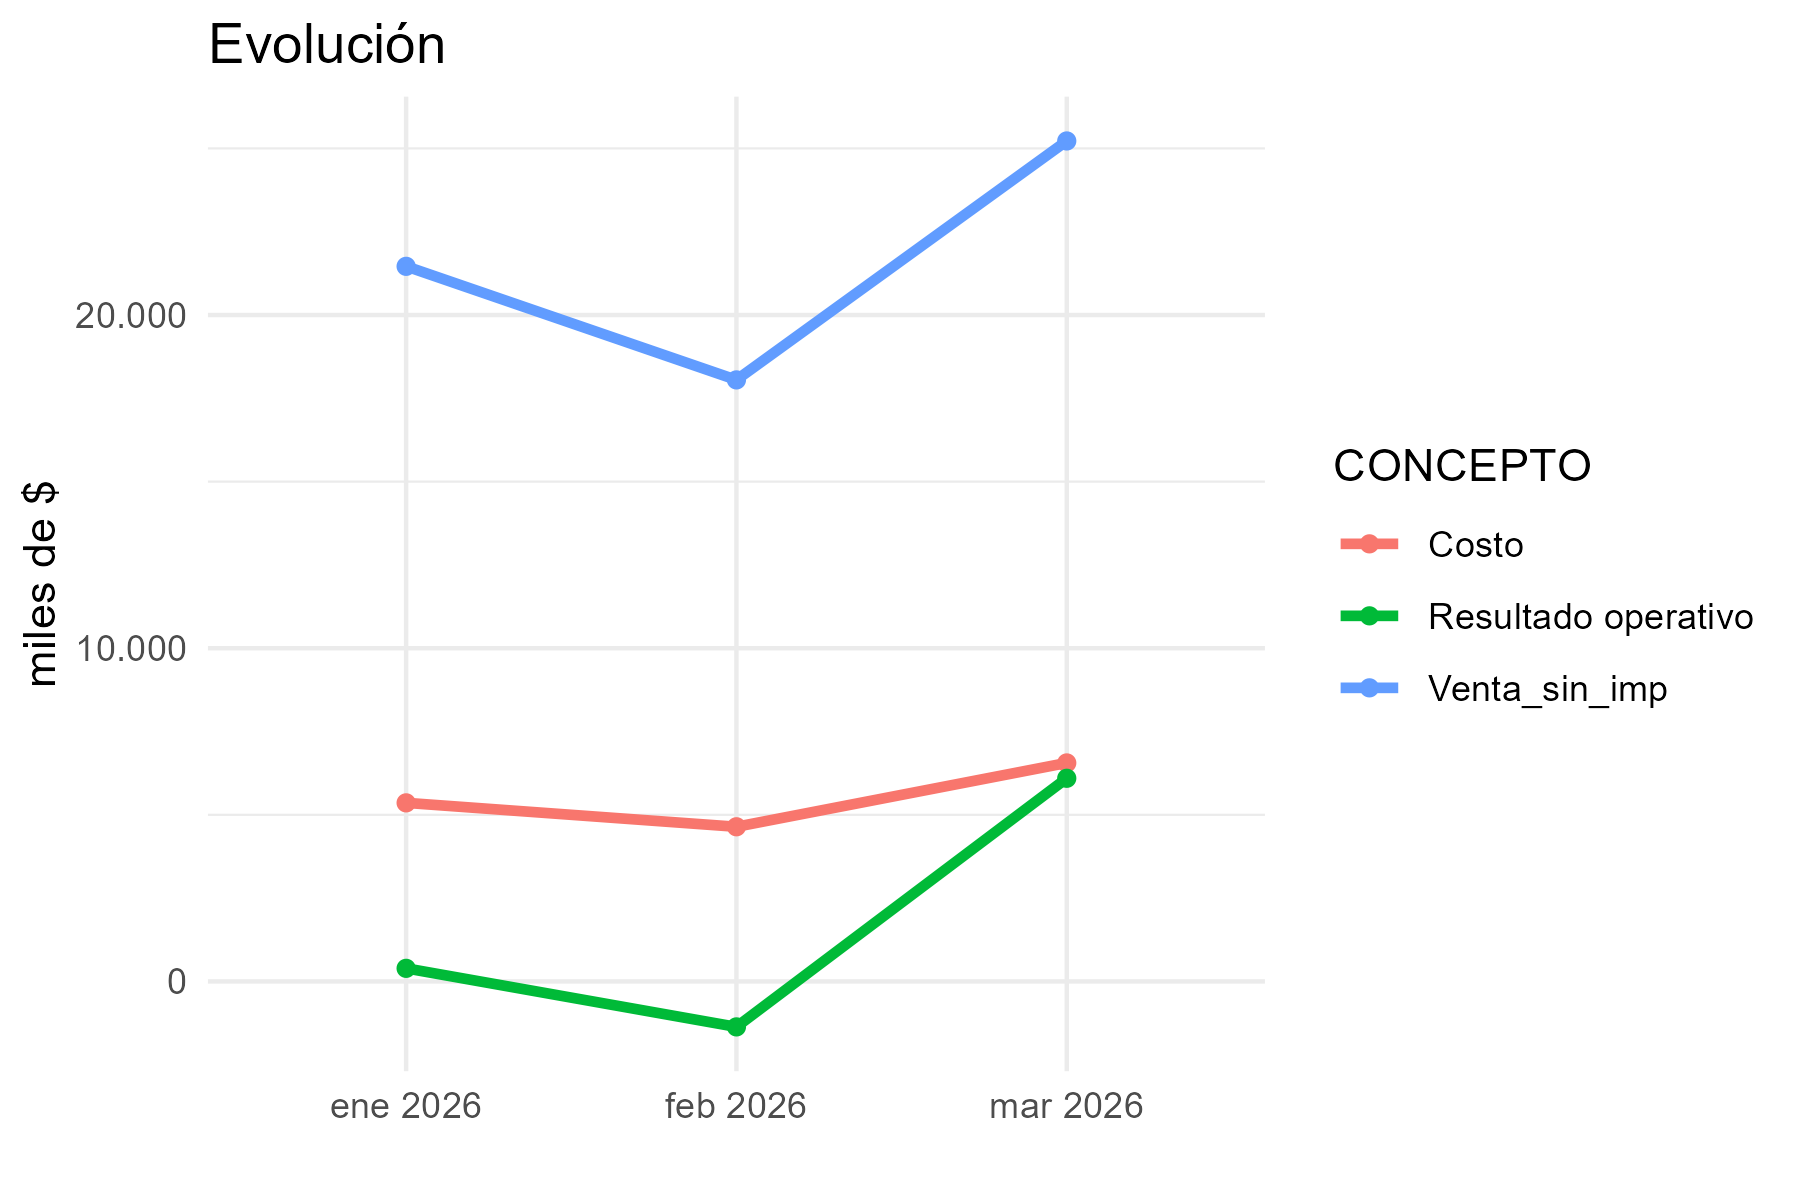 Evolución
miles de $
20.000
10.000
0
ene 2026
feb 2026
mar 2026
CONCEPTO
Costo
Resultado operativo
Venta_sin_imp